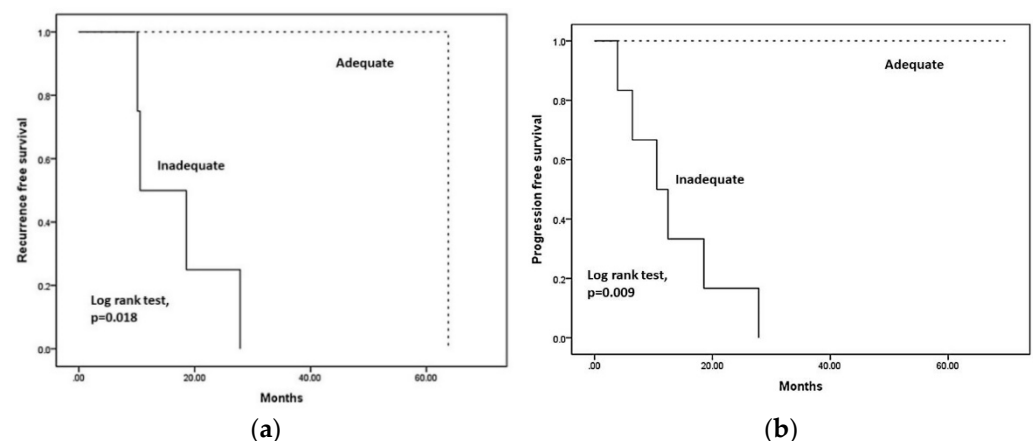 Recurrence free survival
1.0
0.8
0.6
0.4
0.2
0.0
Adequate
Inadequate
Log rank test,
p=0.018
.00
20.00
40.00
60.00
Months
(a)
Progression free survival
1.0
0.8
0.6
0.4
0.2
0.0
Adequate
Inadequate
Log rank test,
p=0.009
.00
20.00
40.00
60.00
Months
(b)